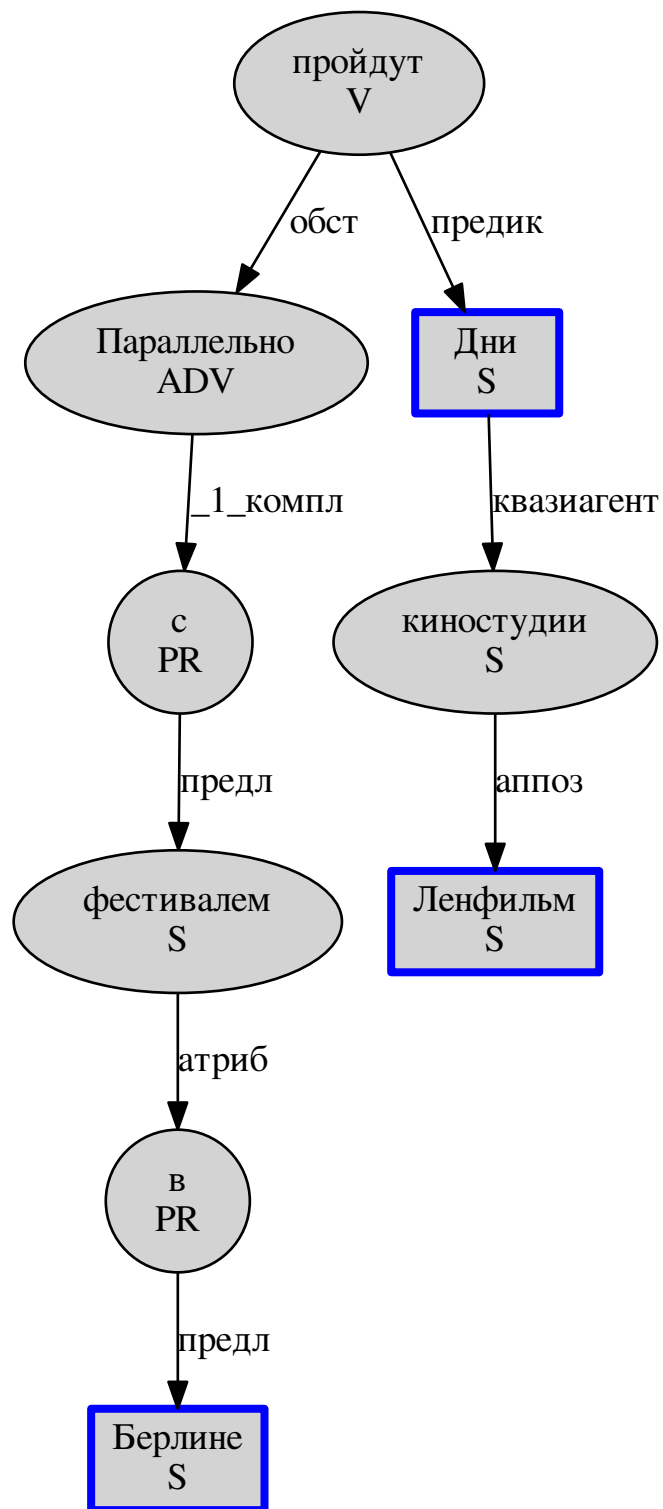 пройдут
V
обст
предик
Параллельно
ADV
Дни
S
_1_компл
квазиагент
с
PR
киностудии
S
предл
аппоз
фестивалем
S
Ленфильм
S
атриб
в
PR
предл
Берлине
S